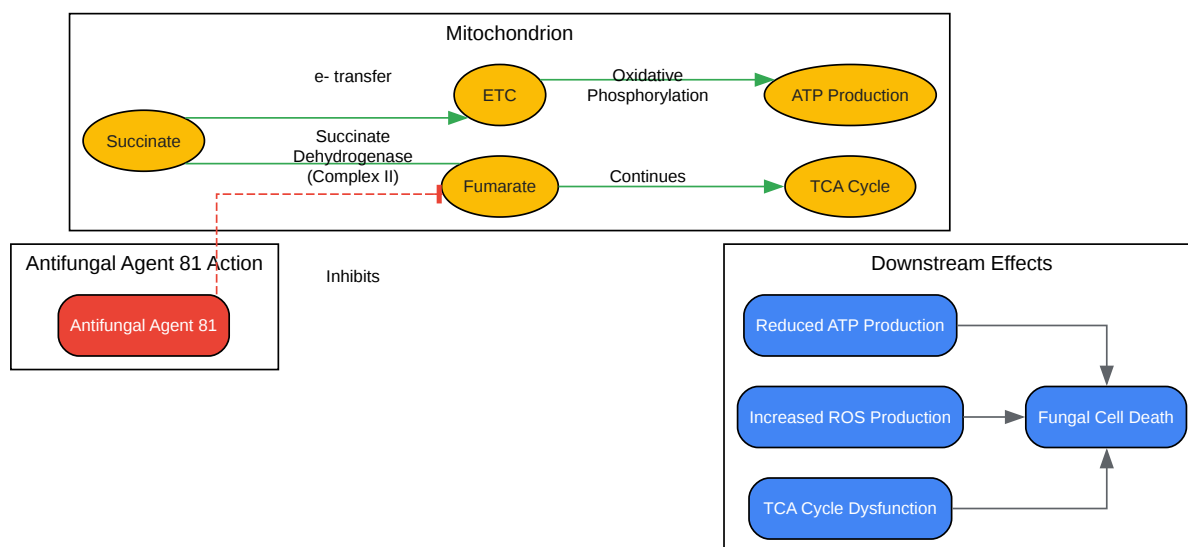 Mitochondrion
e- transfer
ETC
Oxidative
Phosphorylation
ATP Production
Succinate
Succinate
Dehydrogenase
(Complex II)
Fumarate
Continues
TCA Cycle
Antifungal Agent 81 Action
Inhibits
Antifungal Agent 81
Downstream Effects
Reduced ATP Production
Increased ROS Production
Fungal Cell Death
TCA Cycle Dysfunction